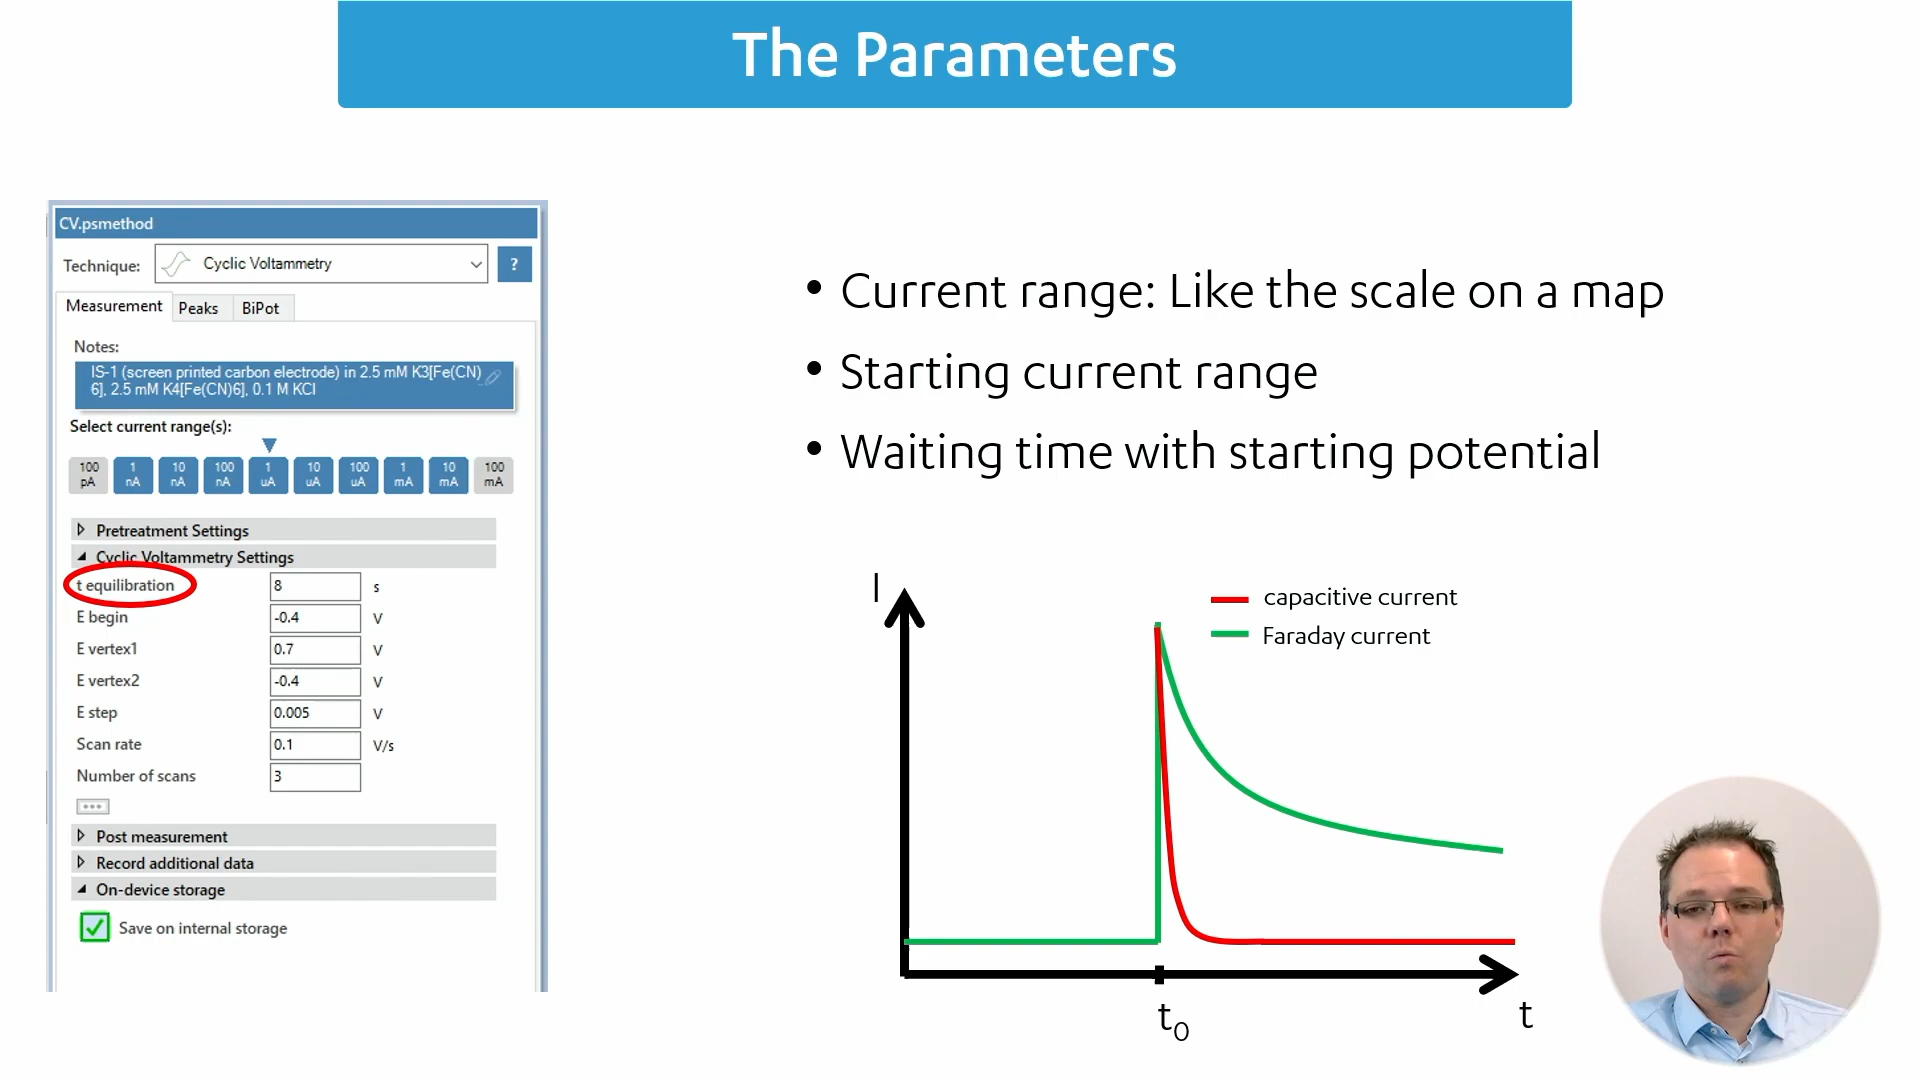 The Parameters
CV.psmethod
Technique:
Cyclic Voltammetry
?
Measurement
Peaks
BiPot
Notes:
IS-1 (screen printed carbon electrode) in 2.5 mM K3[Fe(CN)
6], 2.5 mM K4[Fe(CN)6], 0.1 M KCl
Select current range(s):
100 pA
1 nA
10 nA
100 nA
1 uA
10 uA
100 uA
1 mA
10 mA
100 mA
Pretreatment Settings
Cyclic Voltammetry Settings
t equilibration 8 s
E begin -0.4 V
E vertex1 0.7 V
E vertex2 -0.4 V
E step 0.005 V
Scan rate 0.1 V/s
Number of scans 3
Post measurement
Record additional data
On-device storage
Save on internal storage
• Current range: Like the scale on a map
• Starting current range
• Waiting time with starting potential
I
capacitive current
Faraday current
t0
t